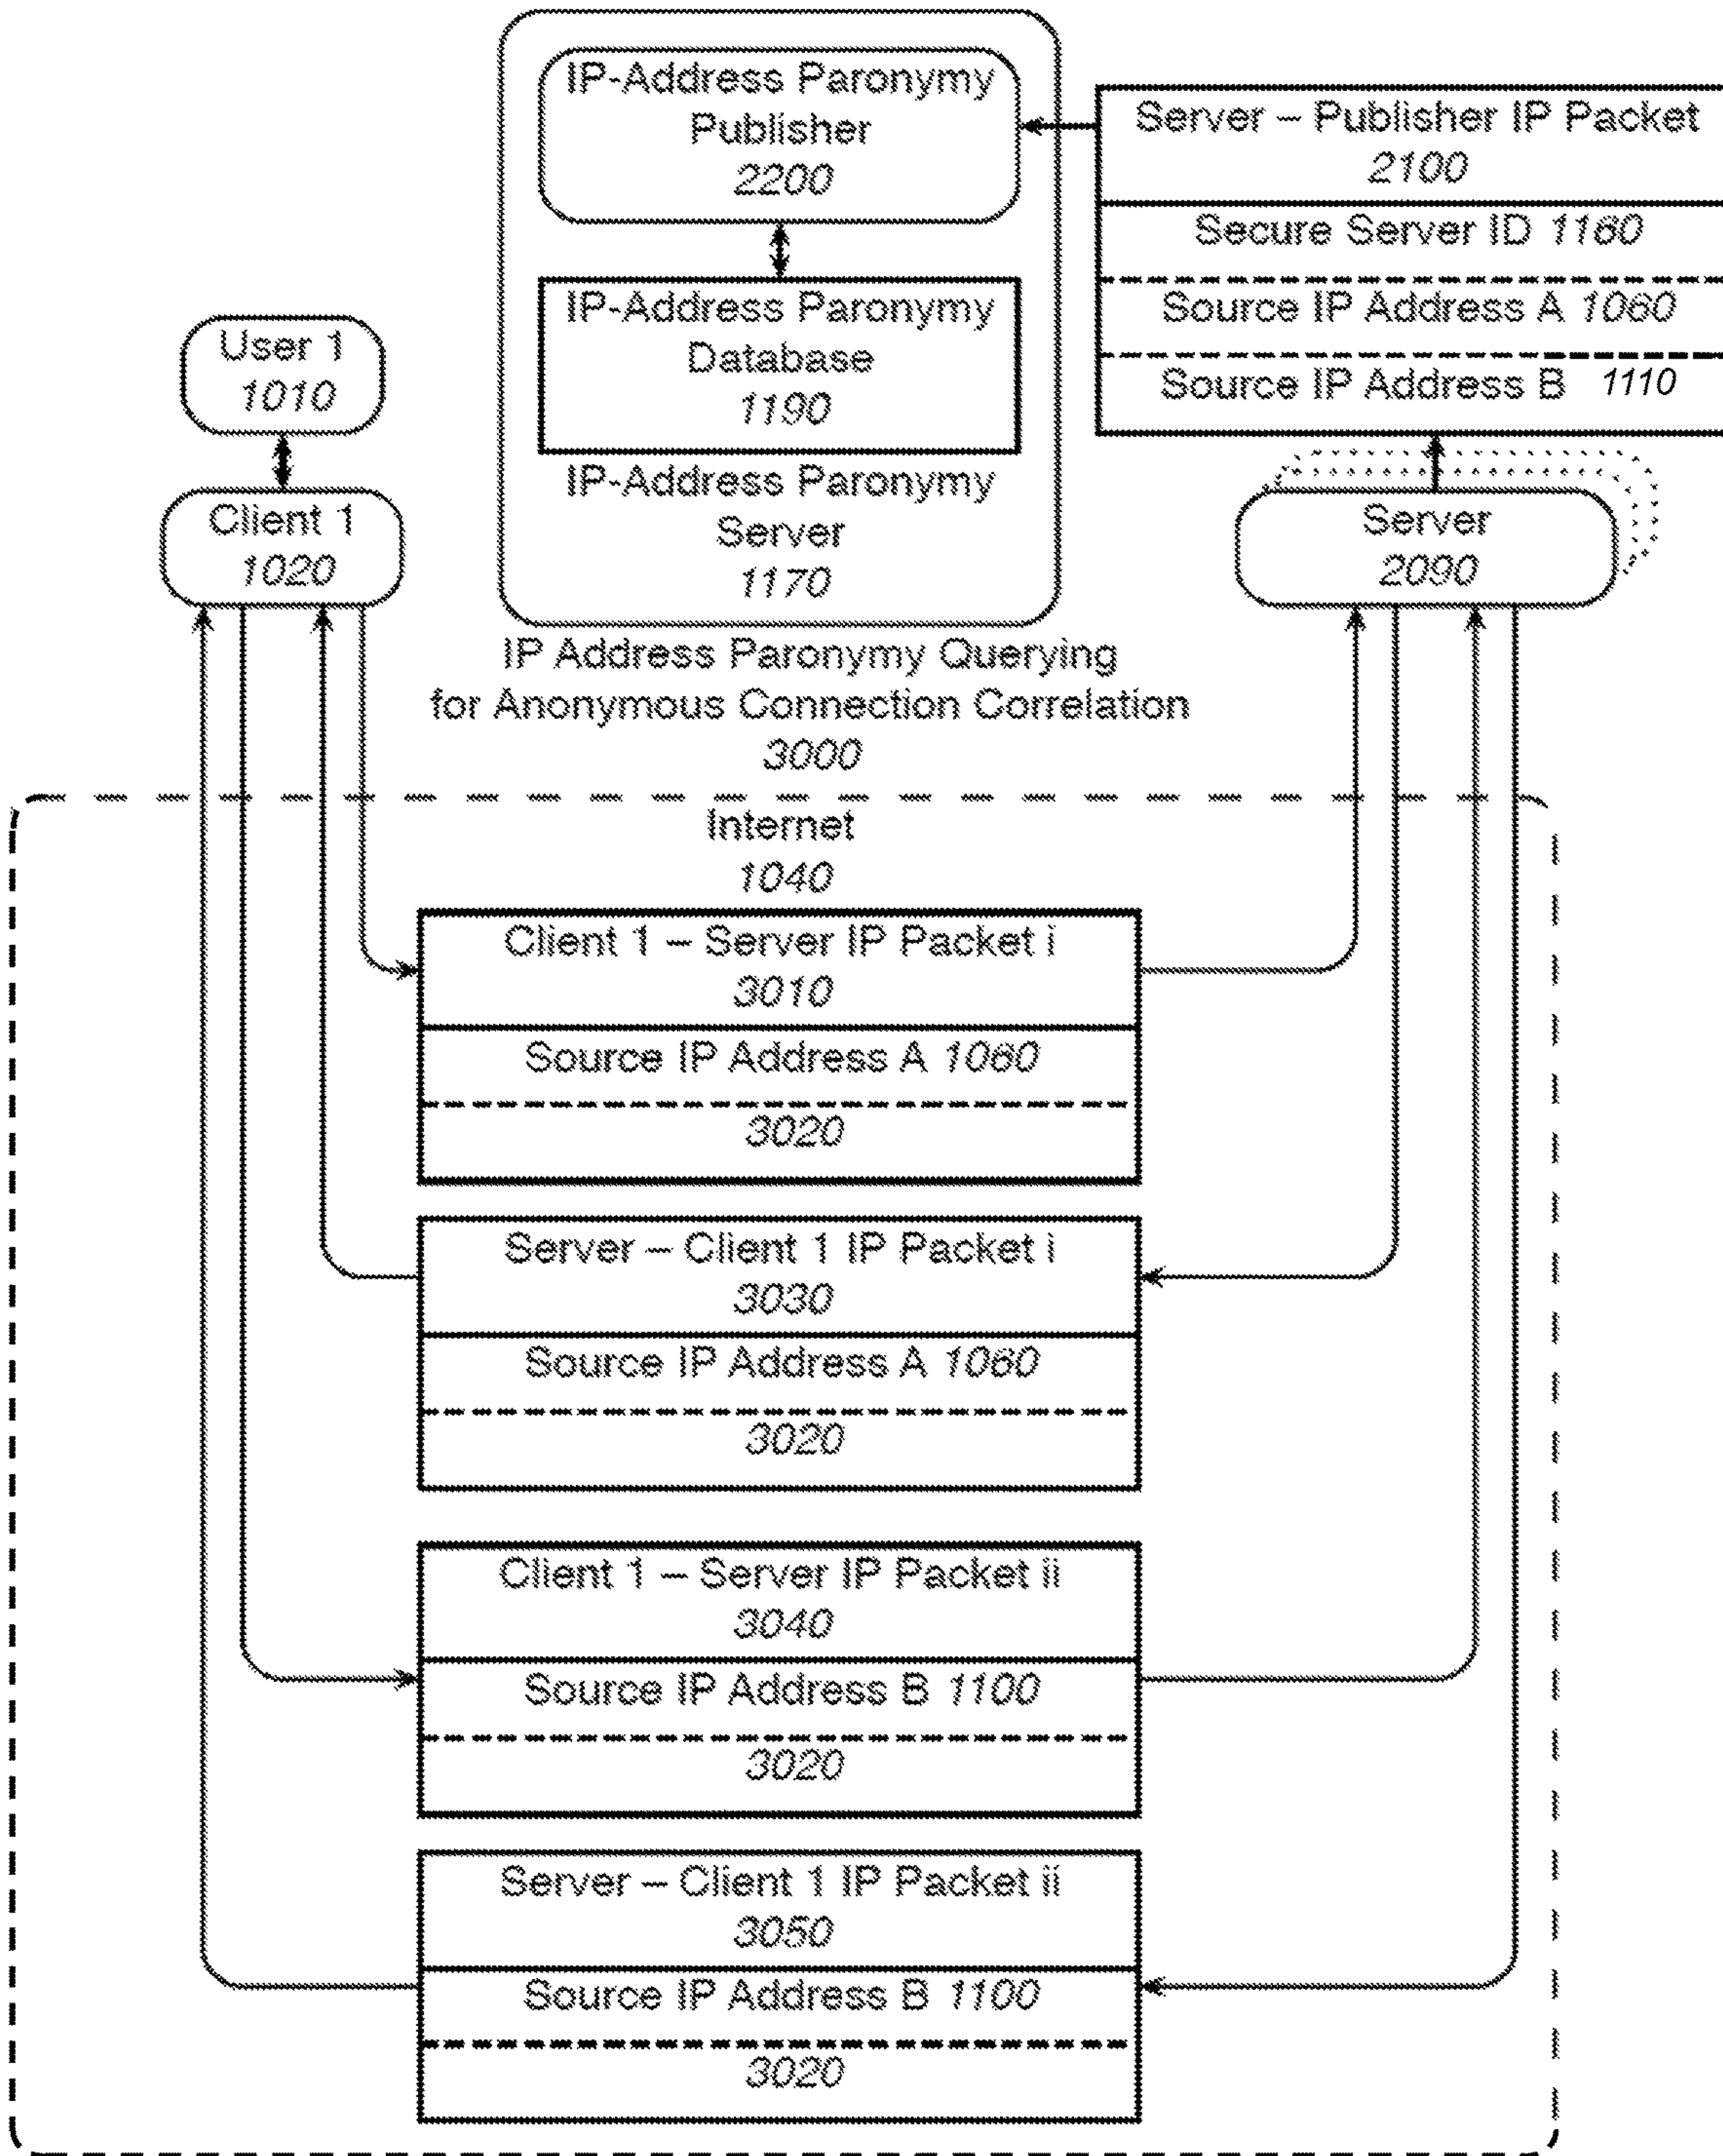 IP-Address Paronymy
Publisher
2200
Server – Publisher IP Packet
2100
Secure Server ID 1160
Source IP Address A 1060
Source IP Address B 1110
IP-Address Paronymy
Database
1190
IP-Address Paronymy
Server
1170
User 1
1010
Client 1
1020
Server
2090
IP Address Paronymy Querying
for Anonymous Connection Correlation
3000
Internet
1040
Client 1 – Server IP Packet i
3010
Source IP Address A 1060
3020
Server – Client 1 IP Packet i
3030
Source IP Address A 1060
3020
Client 1 – Server IP Packet ii
3040
Source IP Address B 1100
3020
Server – Client 1 IP Packet ii
3050
Source IP Address B 1100
3020